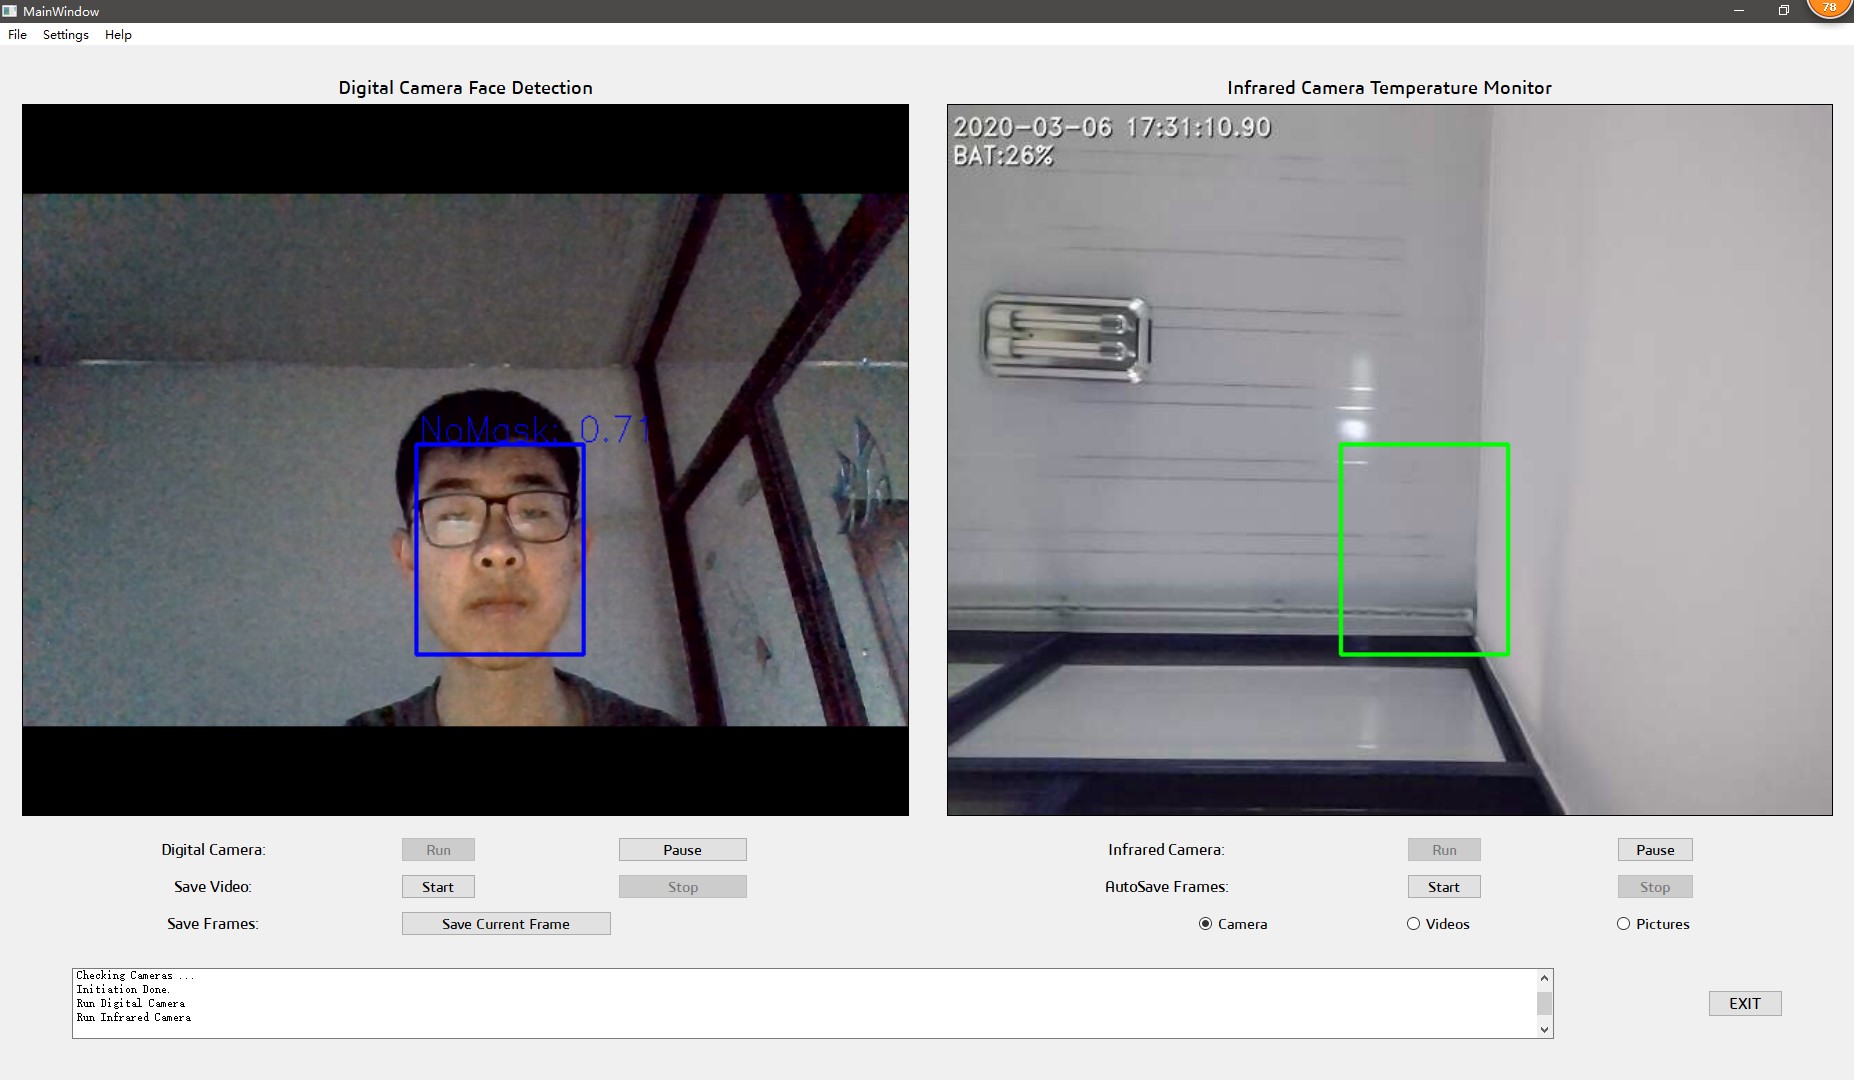 MainWindow
78
File Settings Help
Digital Camera Face Detection
Infrared Camera Temperature Monitor
2020-03-06 17:31:10.90
BAT:26%
NoMask: 0.71
Digital Camera: Run Pause
Infrared Camera: Run Pause
Save Video: Start Stop
AutoSave Frames: Start Stop
Save Frames: Save Current Frame
Camera Videos Pictures
Checking Cameras ...
Initiation Done.
Run Digital Camera
Run Infrared Camera
EXIT